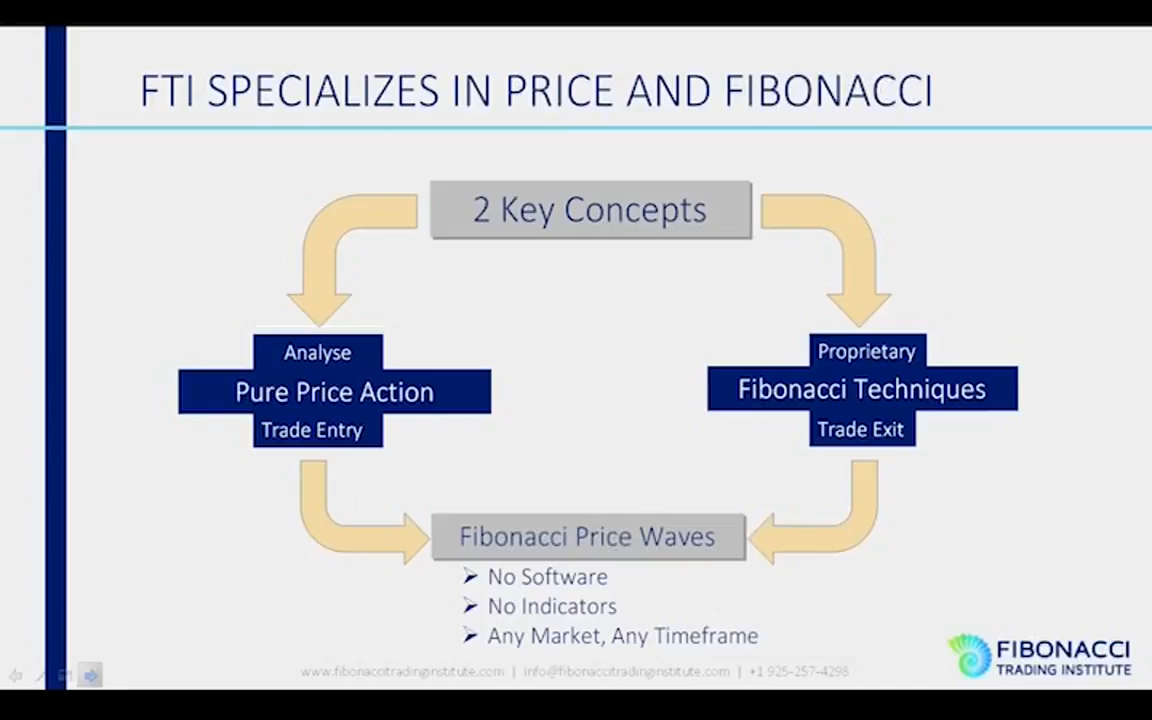 FTI SPECIALIZES IN PRICE AND FIBONACCI
2 Key Concepts
Analyse
Pure Price Action
Trade Entry
Proprietary
Fibonacci Techniques
Trade Exit
Fibonacci Price Waves
➢ No Software
➢ No Indicators
➢ Any Market, Any Timeframe
www.fibonaccitradinginstitute.com | info@fibonaccitradinginstitute.com | +1 925-257-4298
FIBONACCI
TRADING INSTITUTE